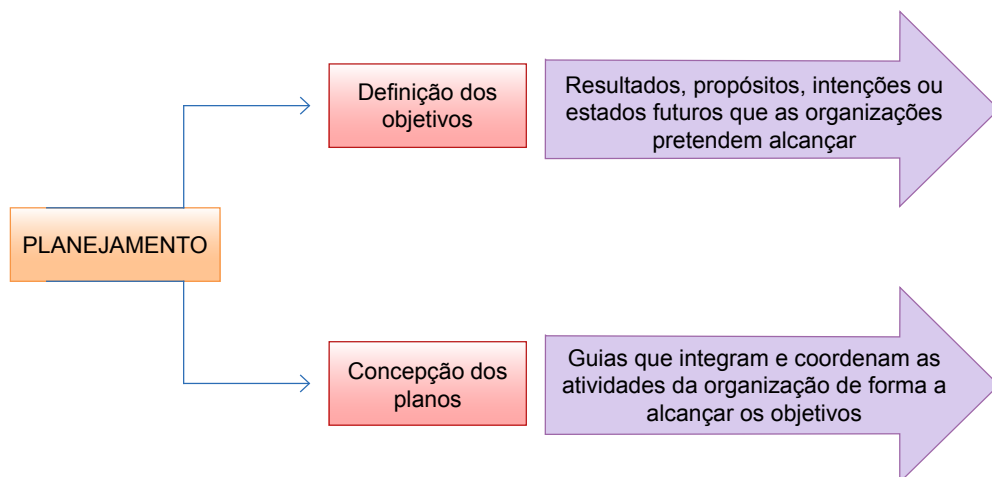 PLANEJAMENTO
Definição dos
objetivos
Resultados, propósitos, intenções ou
estados futuros que as organizações
pretendem alcançar
Concepção dos
planos
Guias que integram e coordenam as
atividades da organização de forma a
alcançar os objetivos